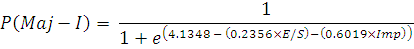 P(Maj − I) = 1 / (1 + e^(4.1348−(0.2356×E/S)−(0.6019×Imp)))